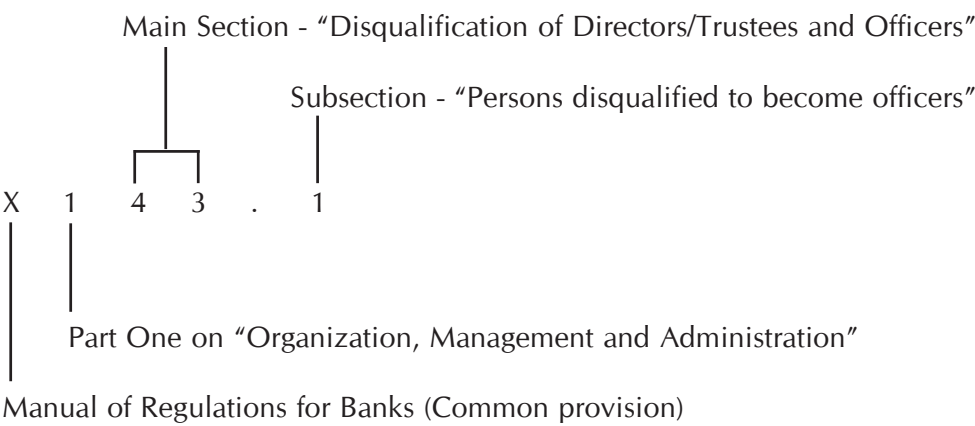 Main Section - “Disqualification of Directors/Trustees and Officers”
Subsection - “Persons disqualified to become officers”
X 1 4 3 . 1
Part One on “Organization, Management and Administration”
Manual of Regulations for Banks (Common provision)